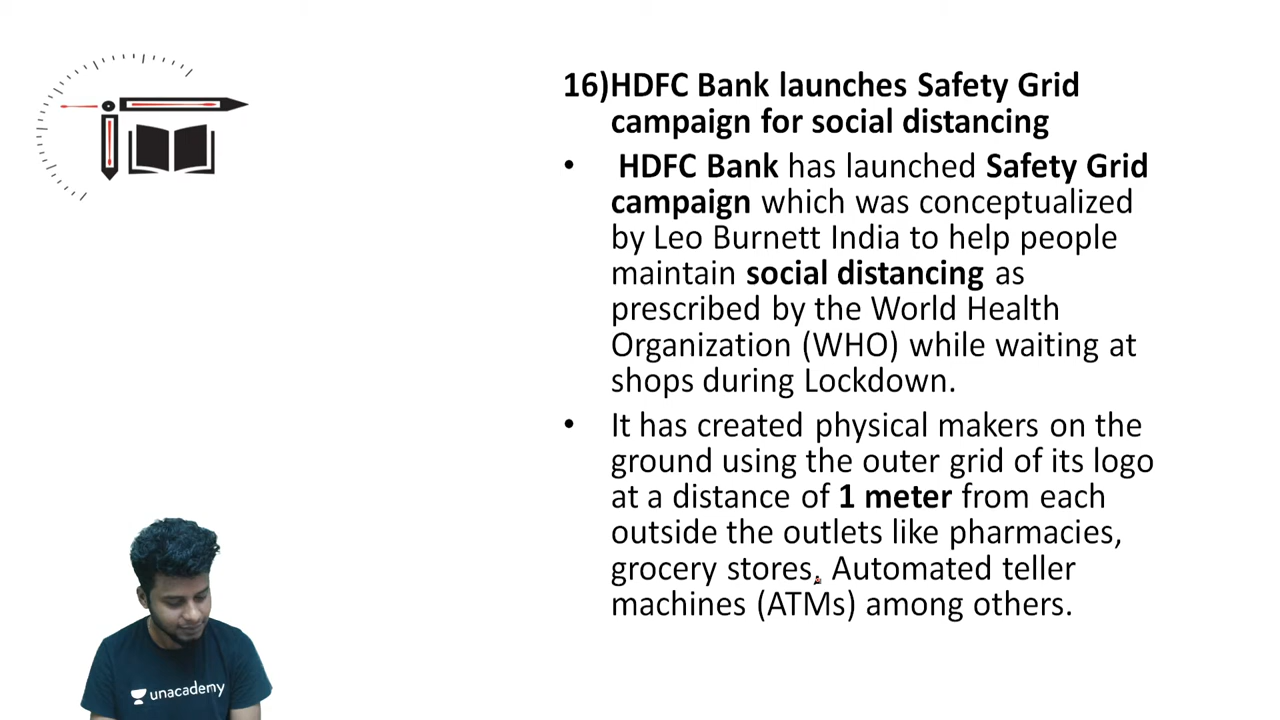 16)HDFC Bank launches Safety Grid
campaign for social distancing
• HDFC Bank has launched Safety Grid
campaign which was conceptualized
by Leo Burnett India to help people
maintain social distancing as
prescribed by the World Health
Organization (WHO) while waiting at
shops during Lockdown.
• It has created physical makers on the
ground using the outer grid of its logo
at a distance of 1 meter from each
outside the outlets like pharmacies,
grocery stores, Automated teller
machines (ATMs) among others.
unacademy